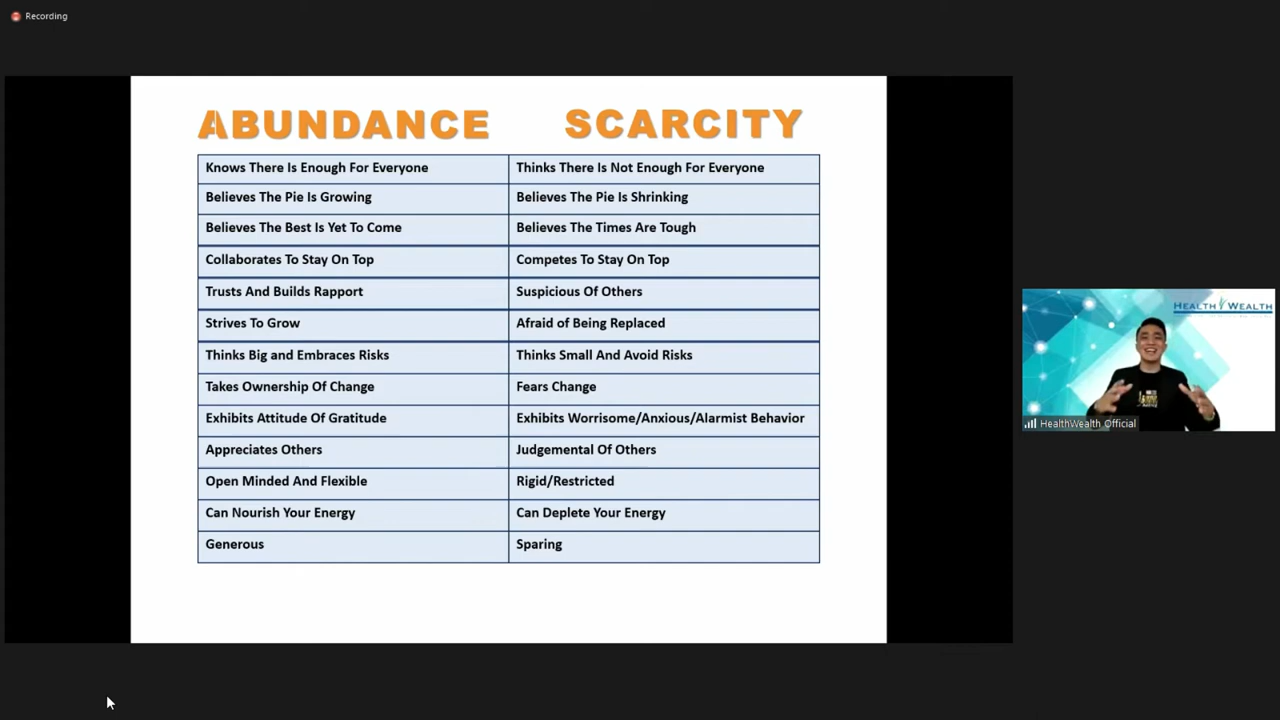 Recording
ABUNDANCE SCARCITY
Knows There Is Enough For Everyone Thinks There Is Not Enough For Everyone
Believes The Pie Is Growing Believes The Pie Is Shrinking
Believes The Best Is Yet To Come Believes The Times Are Tough
Collaborates To Stay On Top Competes To Stay On Top
Trusts And Builds Rapport Suspicious Of Others
Strives To Grow Afraid of Being Replaced
Thinks Big and Embraces Risks Thinks Small And Avoid Risks
Takes Ownership Of Change Fears Change
Exhibits Attitude Of Gratitude Exhibits Worrisome/Anxious/Alarmist Behavior
Appreciates Others Judgemental Of Others
Open Minded And Flexible Rigid/Restricted
Can Nourish Your Energy Can Deplete Your Energy
Generous Sparing
HEALTH WEALTH
HealthWealth Official